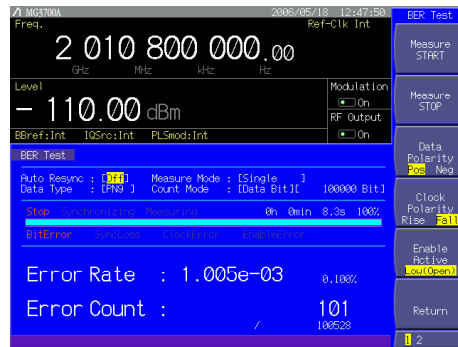 MG3700A 2006/05/18 12:47:50
Freq. Ref-Clk Int
2 010 800 000.00
GHz MHz kHz Hz
Level
- 110.00 dBm
Modulation
On
RF Output
On
BBref:Int IQSrc:Int PLSmod:Int
BER Test
Auto Resync : [Off] Measure Mode : [Single ]
Data Type : [PN9 ] Count Mode : [Data Bit][ 100000 Bit]
Stop Synchronizing Measuring 0h 0min 8.3s 100%
BitError SyncLoss ClockError EnableError
Error Rate : 1.005e-03 0.100%
Error Count : 101
/ 100528
BER Test
Measure
START
Measure
STOP
Data
Polarity
Pos Neg
Clock
Polarity
Rise Fall
Enable
Active
Low(Open)
Return
1 2